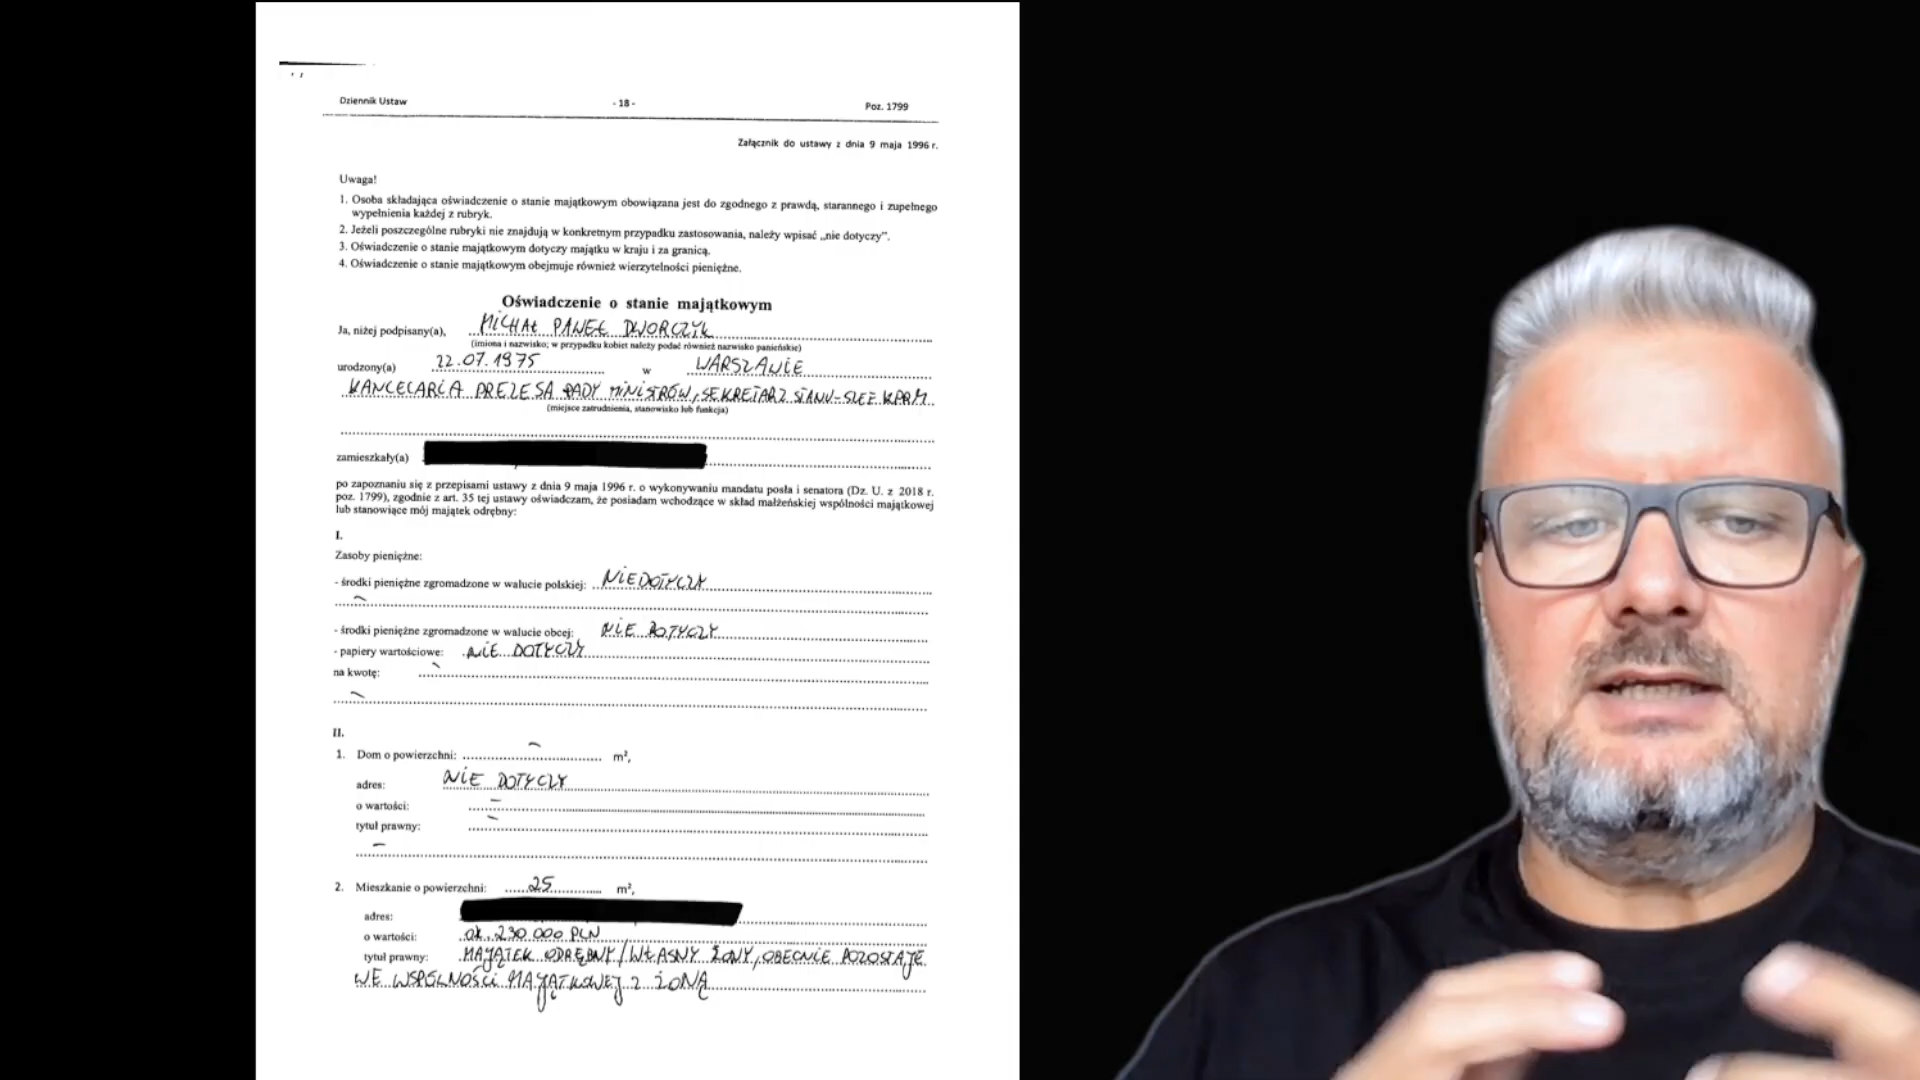 Dziennik Ustaw - 18 - Poz. 1799
Załącznik do ustawy z dnia 9 maja 1996 r.
Uwaga!
1. Osoba składająca oświadczenie o stanie majątkowym obowiązana jest do zgodnego z prawdą, starannego i zupełnego
wypełnienia każdej z rubryk.
2. Jeżeli poszczególne rubryki nie znajdują w konkretnym przypadku zastosowania, należy wpisać „nie dotyczy”.
3. Oświadczenie o stanie majątkowym dotyczy majątku w kraju i za granicą.
4. Oświadczenie o stanie majątkowym obejmuje również wierzytelności pieniężne.
Oświadczenie o stanie majątkowym
Ja, niżej podpisany(a), MICHAŁ PAWEŁ DWORCZYK
(imiona i nazwisko; w przypadku kobiet należy podać również nazwisko panieńskie)
urodzony(a) 22.07.1975 w WARSZAWIE
KANCELARIA PREZESA RADY MINISTRÓW, SEKRETARZ STANU - SZEF KPRM
(miejsce zatrudnienia, stanowisko lub funkcja)
zamieszkały(a)
po zapoznaniu się z przepisami ustawy z dnia 9 maja 1996 r. o wykonywaniu mandatu posła i senatora (Dz. U. z 2018 r.
poz. 1799), zgodnie z art. 35 tej ustawy oświadczam, że posiadam wchodzące w skład małżeńskiej wspólności majątkowej
lub stanowiące mój majątek odrębny:
I.
Zasoby pieniężne:
- środki pieniężne zgromadzone w walucie polskiej: NIE DOTYCZY
- środki pieniężne zgromadzone w walucie obcej: NIE DOTYCZY
- papiery wartościowe: NIE DOTYCZY
na kwotę:
II.
1. Dom o powierzchni: m²,
adres: NIE DOTYCZY
o wartości:
tytuł prawny:
2. Mieszkanie o powierzchni: 25 m²,
adres:
o wartości: ok. 230 000 PLN
tytuł prawny: MAJĄTEK ODRĘBNY/WŁASNY ŻONY, OBECNIE POZOSTAJĘ
WE WSPÓLNOŚCI MAJĄTKOWEJ Z ŻONĄ